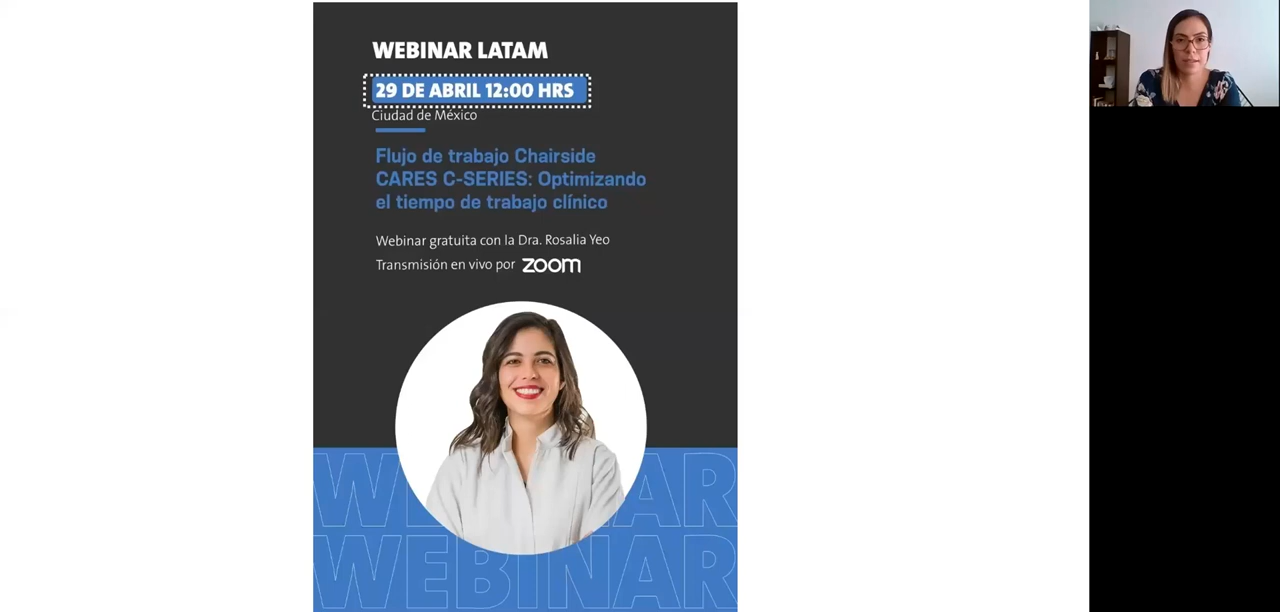 WEBINAR LATAM
29 DE ABRIL 12:00 HRS
Ciudad de México
Flujo de trabajo Chairside
CARES C-SERIES: Optimizando
el tiempo de trabajo clínico
Webinar gratuita con la Dra. Rosalia Yeo
Transmisión en vivo por zoom
WEBINAR
WEBINAR